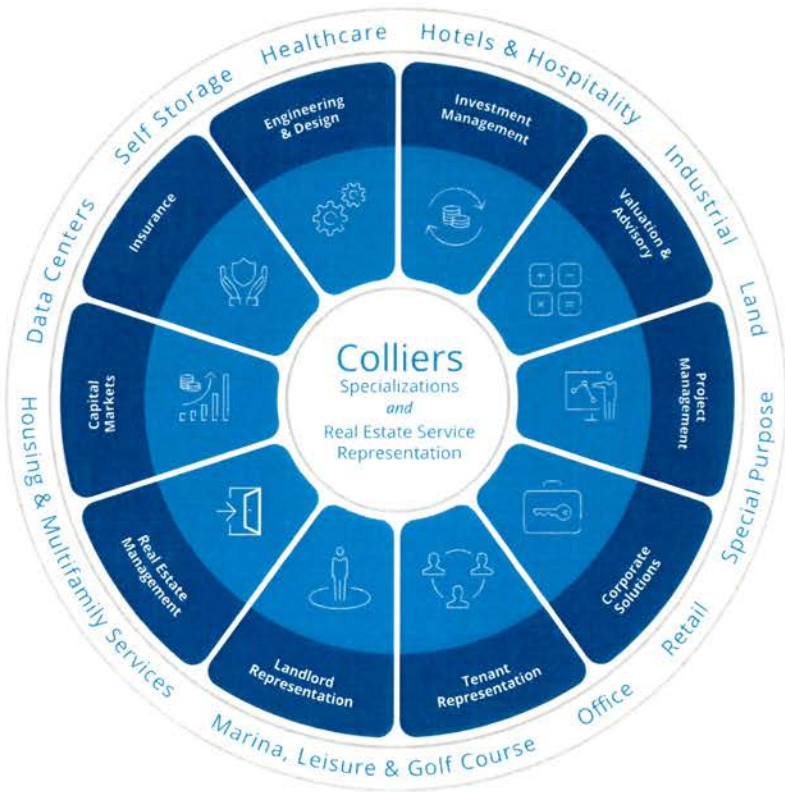 Healthcare
Hotels & Hospitality
Industrial
Land
Special Purpose
Retail
Office
Marina, Leisure & Golf Course
Housing & Multifamily Services
Data Centers
Self Storage
Engineering
& Design
Investment
Management
Valuation &
Advisory
Project
Management
Corporate
Solutions
Tenant
Representation
Landlord
Representation
Real Estate
Management
Capital
Markets
Insurance
Colliers
Specializations
and
Real Estate Service
Representation